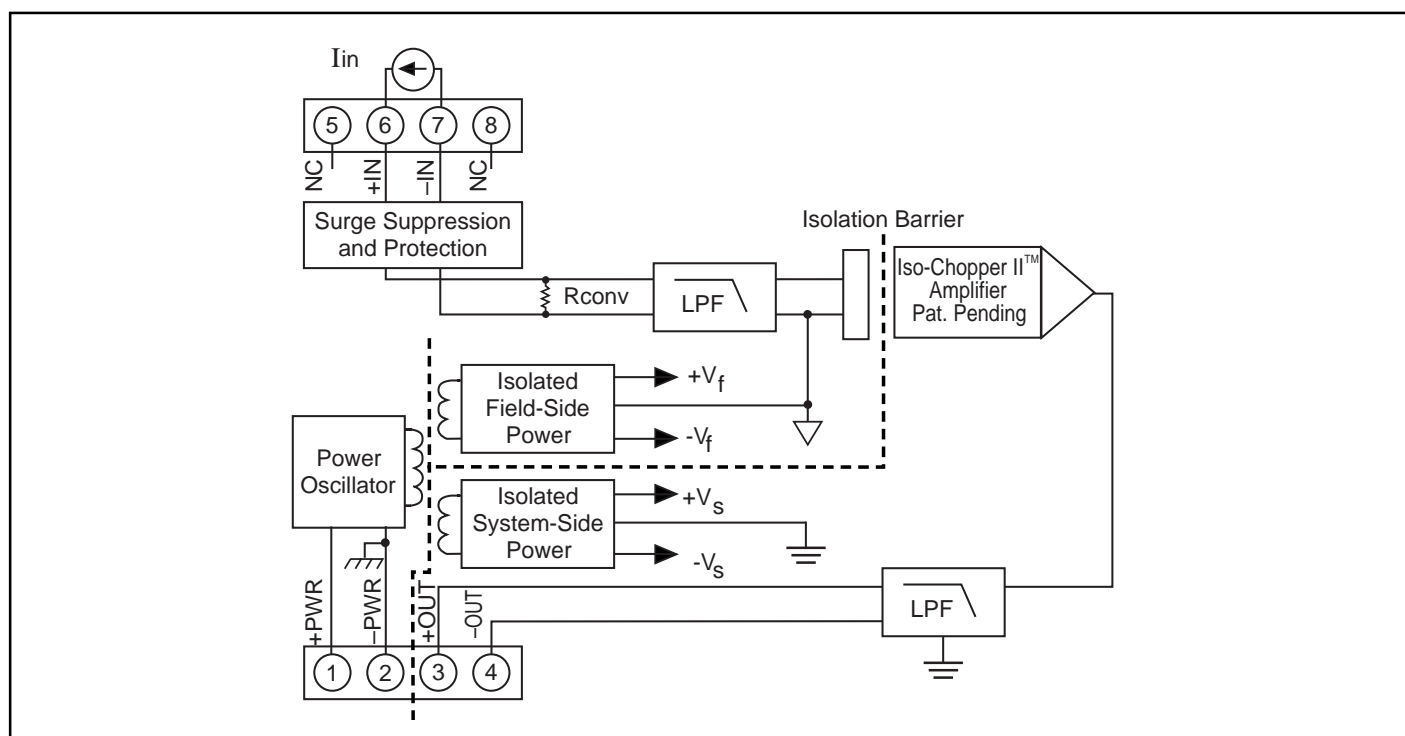 Iin
5
6
7
8
NC
+IN
–IN
NC
Surge Suppression
and Protection
Isolation Barrier
Rconv
LPF
Iso-Chopper II™
Amplifier
Pat. Pending
Isolated
Field-Side
Power
+Vf
-Vf
Power
Oscillator
Isolated
System-Side
Power
+Vs
-Vs
+PWR
–PWR
+OUT
–OUT
LPF
1
2
3
4